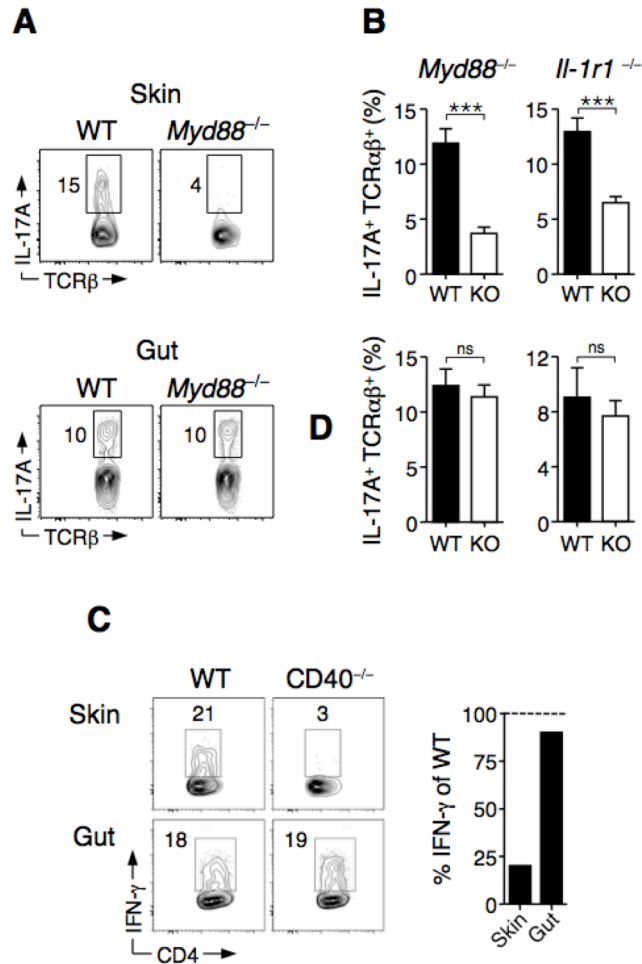 A
Skin
WT Myd88–/–
15 4
IL-17A
TCRβ
Gut
WT Myd88–/–
10 10
IL-17A
TCRβ
B
Myd88–/– Il-1r1 –/–
IL-17A+ TCRαβ+ (%)
15
10
5
0
***
WT KO
15
10
5
0
***
WT KO
D
IL-17A+ TCRαβ+ (%)
15
10
5
0
ns
WT KO
12
8
4
0
ns
WT KO
C
WT CD40–/–
Skin
21 3
Gut
18 19
IFN-γ
CD4
% IFN-γ of WT
100
75
50
25
0
Skin
Gut